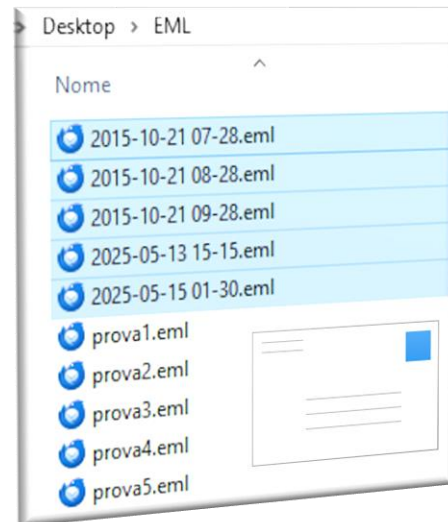 Desktop > EML
Nome
2015-10-21 07-28.eml
2015-10-21 08-28.eml
2015-10-21 09-28.eml
2025-05-13 15-15.eml
2025-05-15 01-30.eml
prova1.eml
prova2.eml
prova3.eml
prova4.eml
prova5.eml